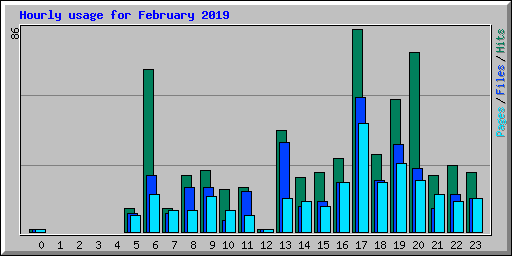 Hourly usage for February 2019
86
Pages/Files/Hits
0 1 2 3 4 5 6 7 8 9 10 11 12 13 14 15 16 17 18 19 20 21 22 23